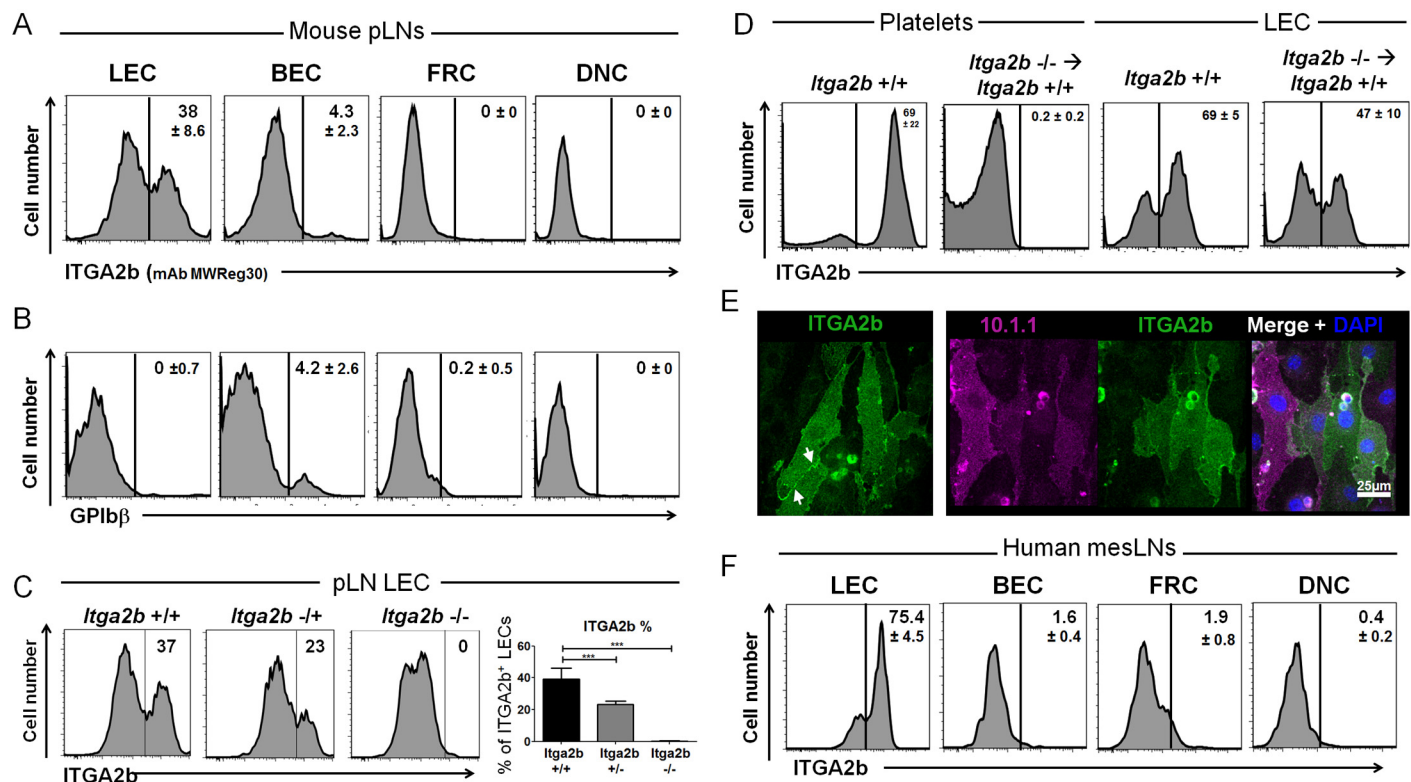 A
Mouse pLNs
LEC
BEC
FRC
DNC
Cell number
38
± 8.6
4.3
± 2.3
0 ± 0
0 ± 0
ITGA2b (mAb MWReg30)
B
Cell number
0 ±0.7
4.2 ± 2.6
0.2 ± 0.5
0 ± 0
GPIbβ
C
pLN LEC
Itga2b +/+
Itga2b -/+
Itga2b -/-
Cell number
37
23
0
ITGA2b
ITGA2b %
% of ITGA2b+ LECs
60
40
20
0
***
***
Itga2b
+/+
Itga2b
+/-
Itga2b
-/-
D
Platelets
LEC
Itga2b +/+
Itga2b -/- →
Itga2b +/+
Itga2b +/+
Itga2b -/- →
Itga2b +/+
Cell number
69
± 22
0.2 ± 0.2
69 ± 5
47 ± 10
ITGA2b
E
ITGA2b
10.1.1
ITGA2b
Merge + DAPI
25µm
F
Human mesLNs
LEC
BEC
FRC
DNC
Cell number
75.4
± 4.5
1.6
± 0.4
1.9
± 0.8
0.4
± 0.2
ITGA2b